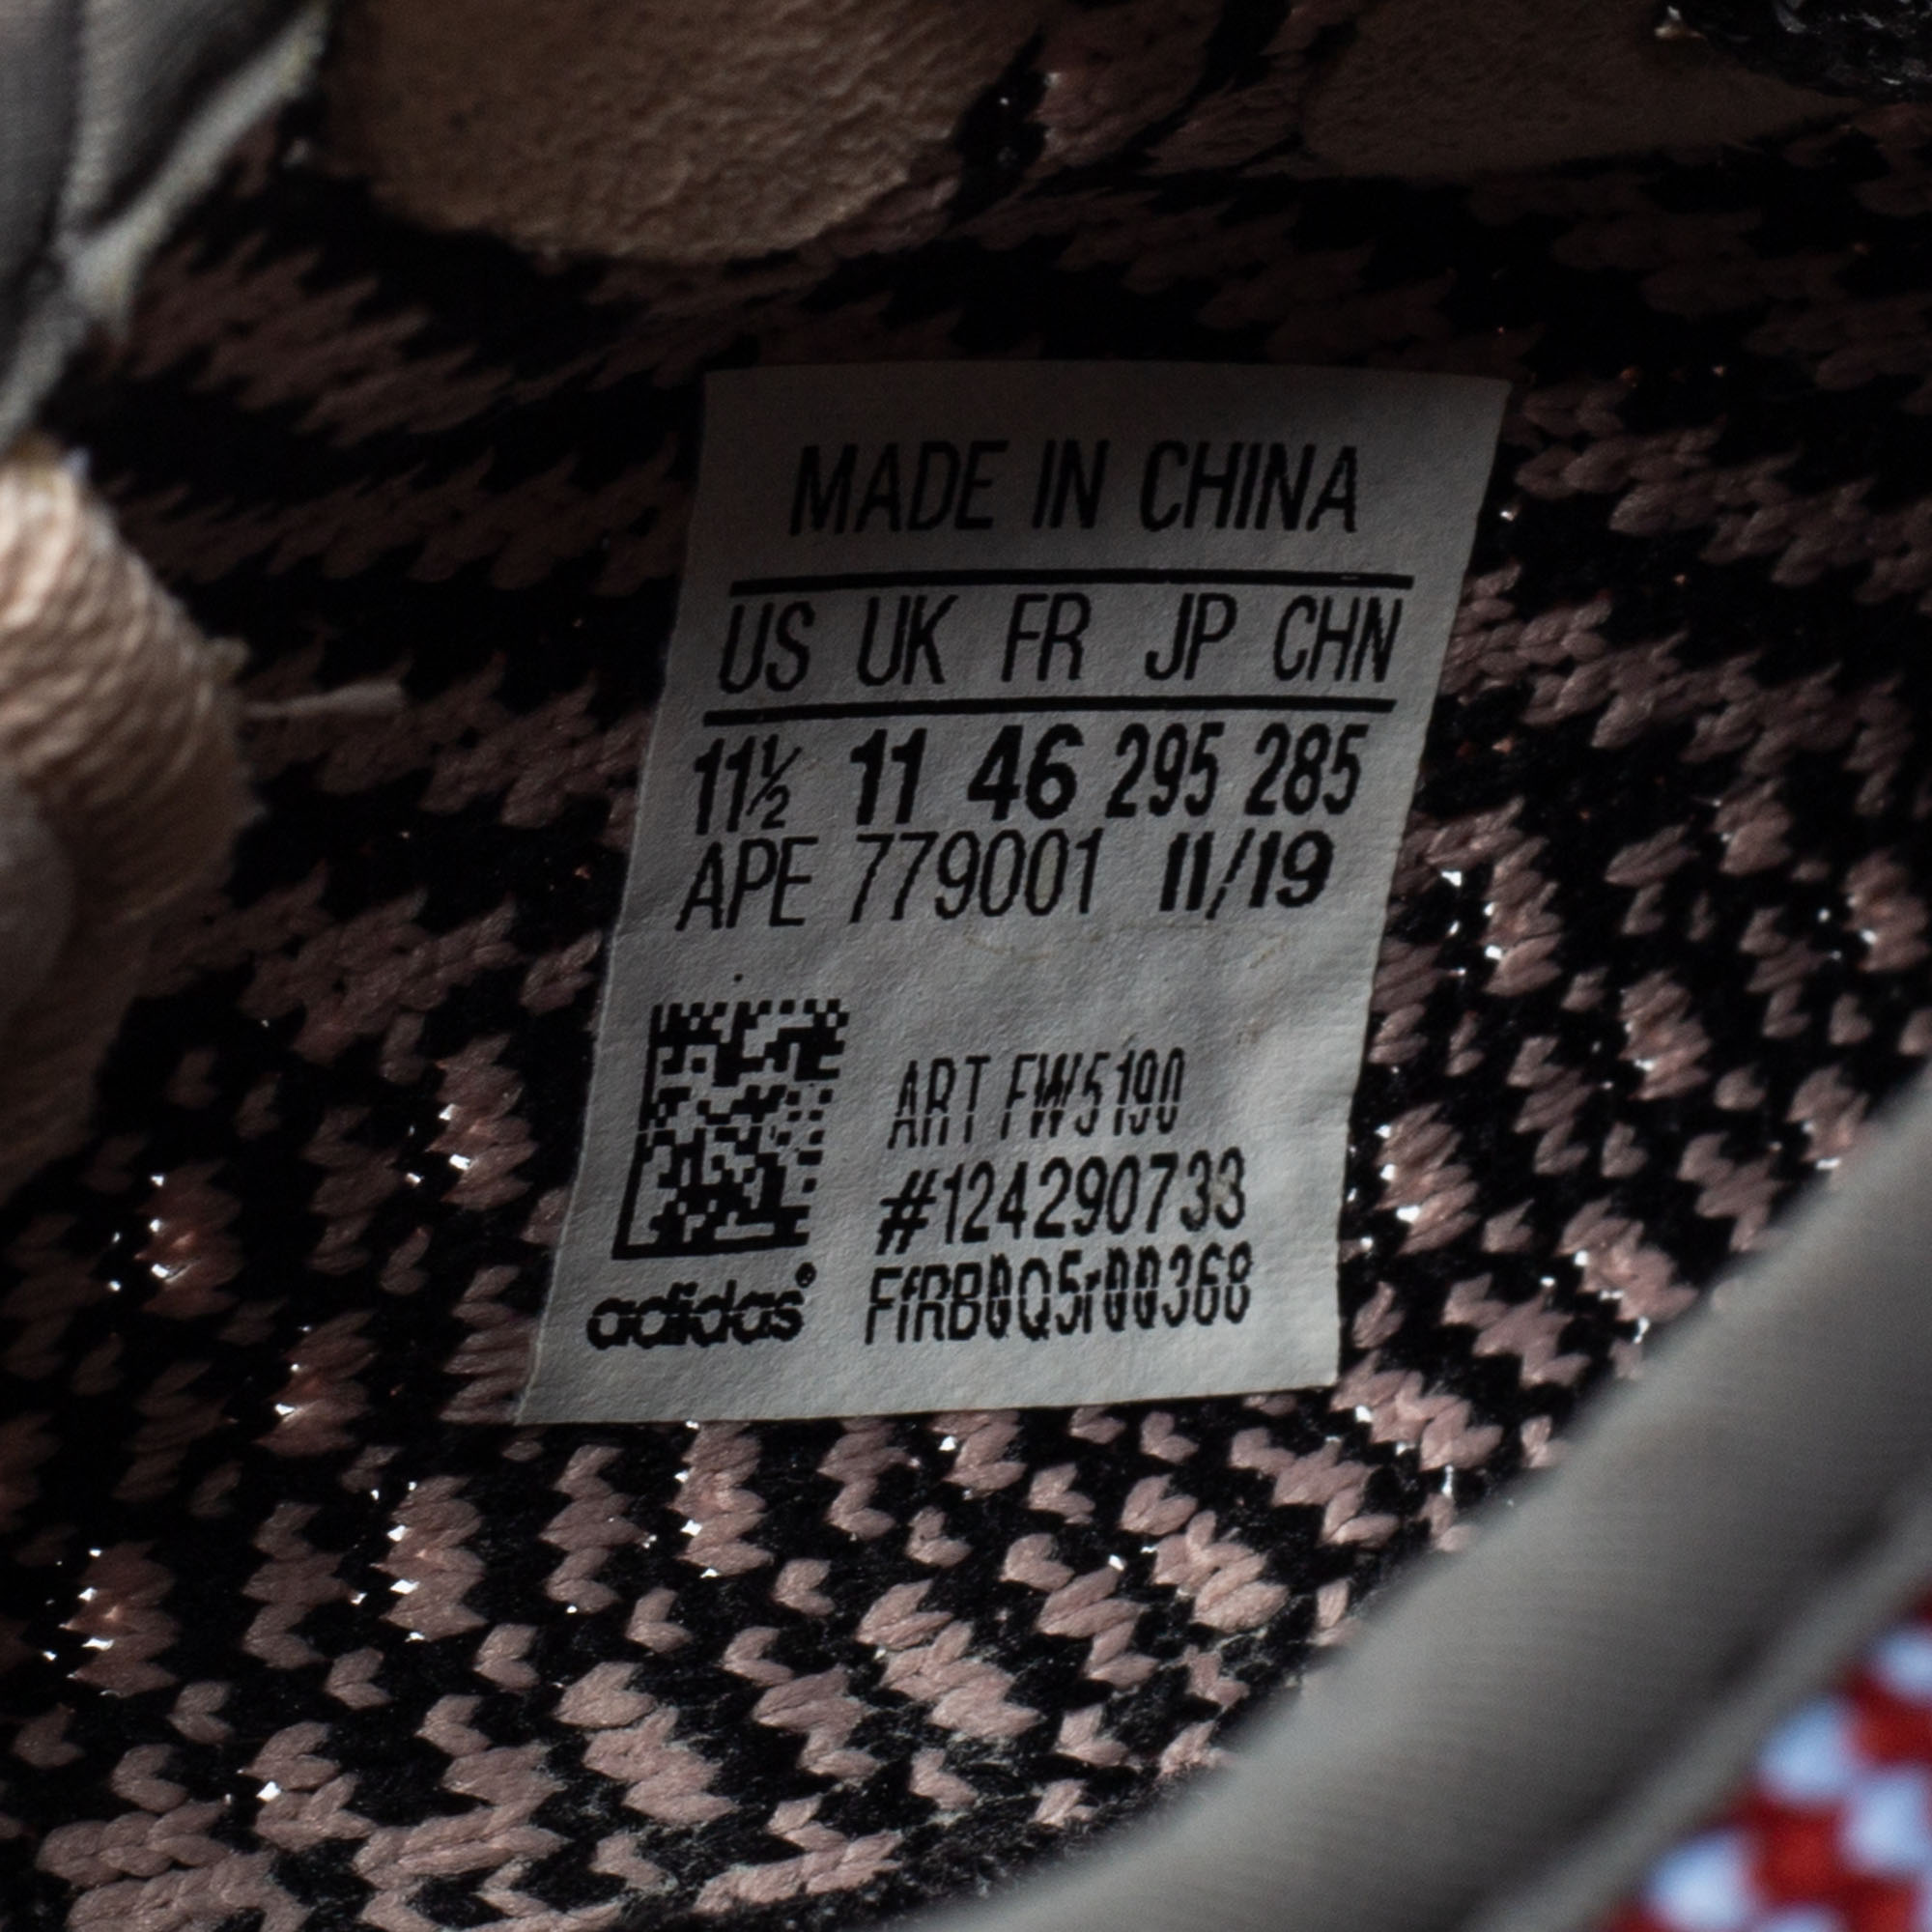 MADE IN CHINA
US UK FR JP CHN
11½ 11 46 295 285
APE 779001 11/19
ART FW5190
#124290733
FfRB0Q5r00368
adidas®